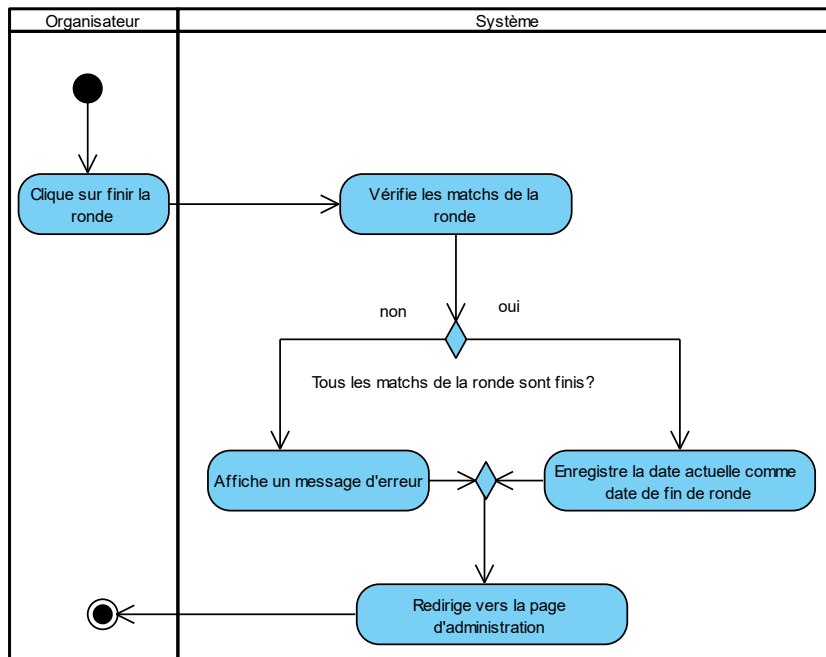 Organisateur
Système
Clique sur finir la
ronde
Vérifie les matchs de la
ronde
non
oui
Tous les matchs de la ronde sont finis?
Affiche un message d'erreur
Enregistre la date actuelle comme
date de fin de ronde
Redirige vers la page
d'administration